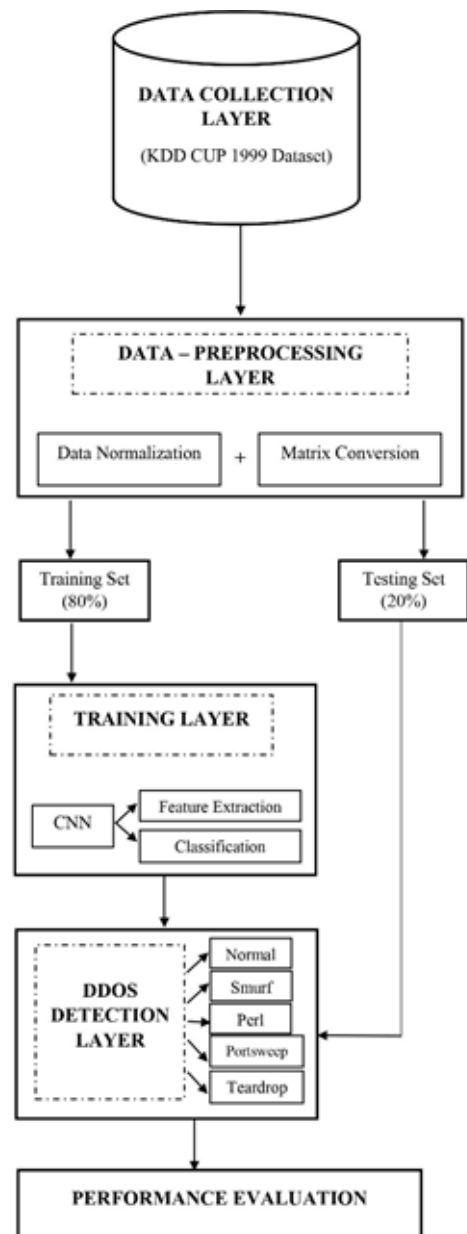 DATA COLLECTION
LAYER
(KDD CUP 1999 Dataset)
DATA – PREPROCESSING
LAYER
Data Normalization + Matrix Conversion
Training Set
(80%)
Testing Set
(20%)
TRAINING LAYER
CNN
Feature Extraction
Classification
DDOS
DETECTION
LAYER
Normal
Smurf
Perl
Portsweep
Teardrop
PERFORMANCE EVALUATION